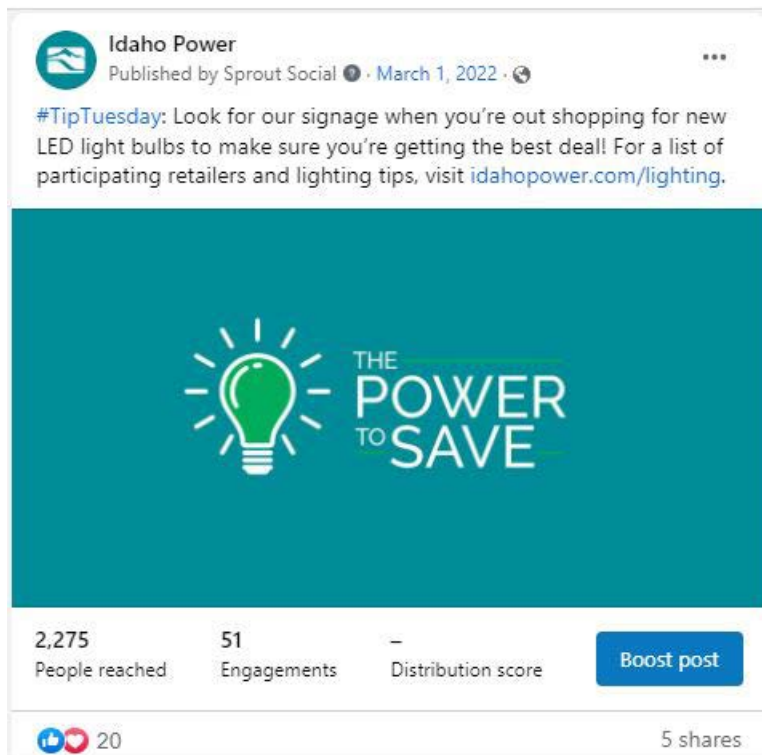 Idaho Power
Published by Sprout Social · March 1, 2022 ·
#TipTuesday: Look for our signage when you’re out shopping for new
LED light bulbs to make sure you’re getting the best deal! For a list of
participating retailers and lighting tips, visit idahopower.com/lighting.
THE
POWER
TO SAVE
2,275
People reached
51
Engagements
–
Distribution score
Boost post
20
5 shares